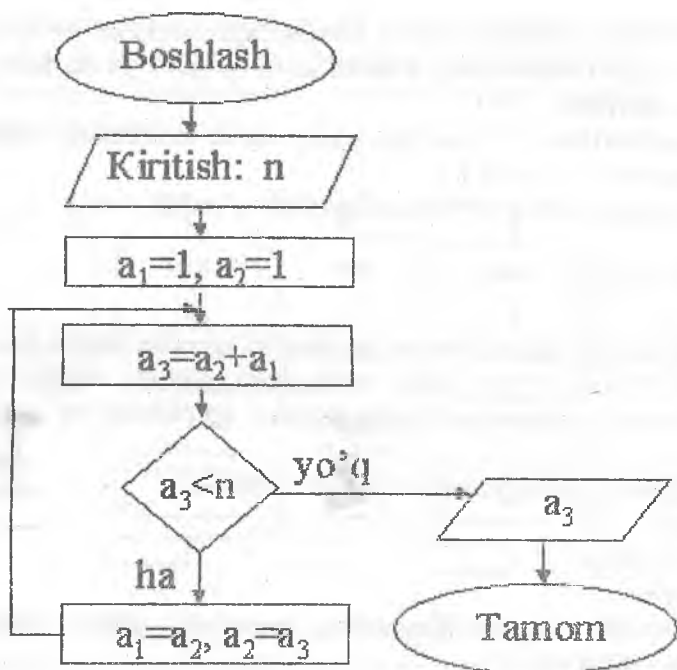 Boshlash
Kiritish: n
a₁=1, a₂=1
a₃=a₂+a₁
a₃<n
yo’q
a₃
ha
a₁=a₂, a₂=a₃
Tamom